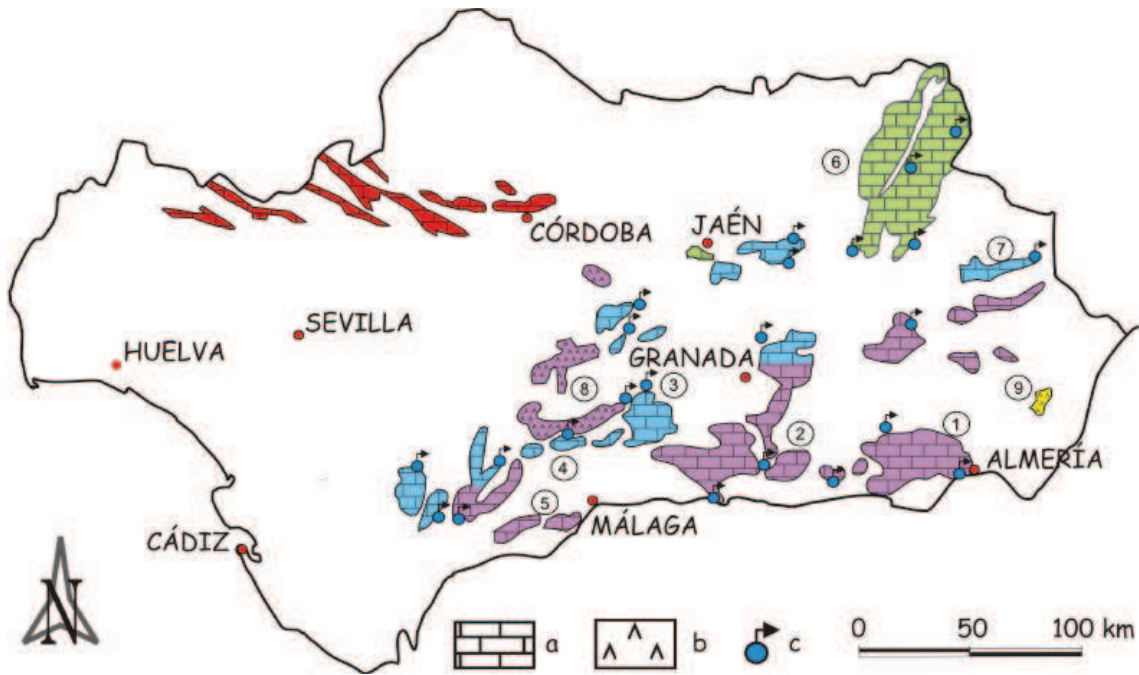 6
CÓRDOBA
JAÉN
7
SEVILLA
HUELVA
GRANADA
8
3
9
1
2
4
ALMERÍA
5
MÁLAGA
CÁDIZ
N
a
b
c
0 50 100 km